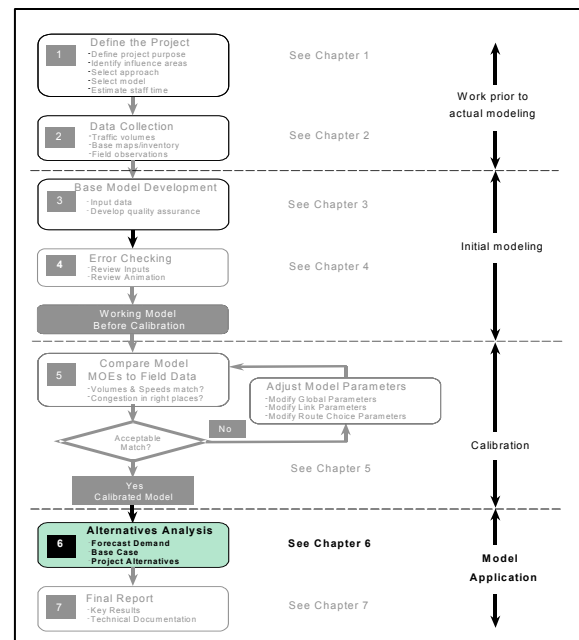 Define the Project
1
·Define project purpose
·Identify influence areas
·Select approach
·Select model
·Estimate staff time
See Chapter 1
Work prior to
actual modeling
Data Collection
2
·Traffic volumes
·Base maps/inventory
·Field observations
See Chapter 2
Base Model Development
3
· Input data
· Develop quality assurance
See Chapter 3
Initial modeling
Error Checking
4
·Review Inputs
·Review Animation
See Chapter 4
Working Model
Before Calibration
Compare Model
MOEs to Field Data
5
·Volumes & Speeds match?
·Congestion in right places?
Adjust Model Parameters
·Modify Global Parameters
·Modify Link Parameters
·Modify Route Choice Parameters
Acceptable
Match?
No
See Chapter 5
Calibration
Yes
Calibrated Model
Alternatives Analysis
6
·Forecast Demand
·Base Case
·Project Alternatives
See Chapter 6
Model
Application
Final Report
7
·Key Results
·Technical Documentation
See Chapter 7